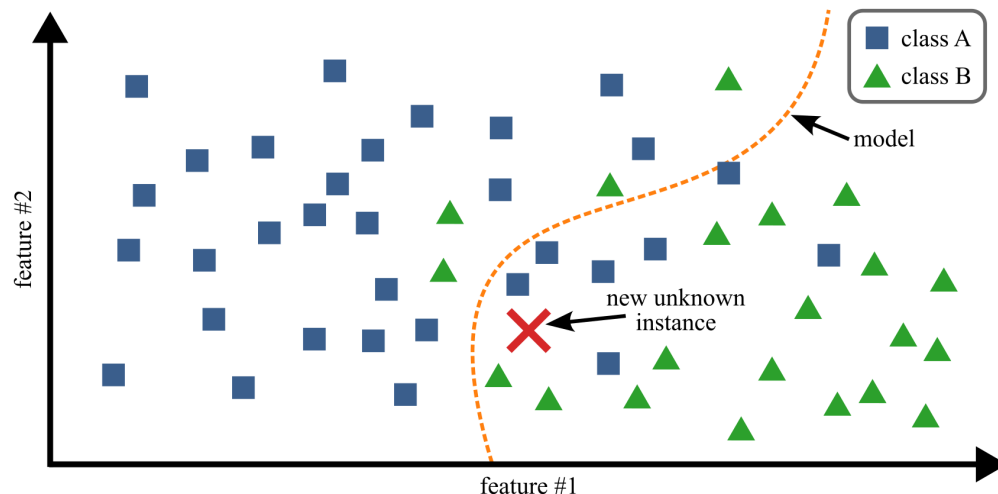 class A
class B
model
feature #2
new unknown
instance
feature #1